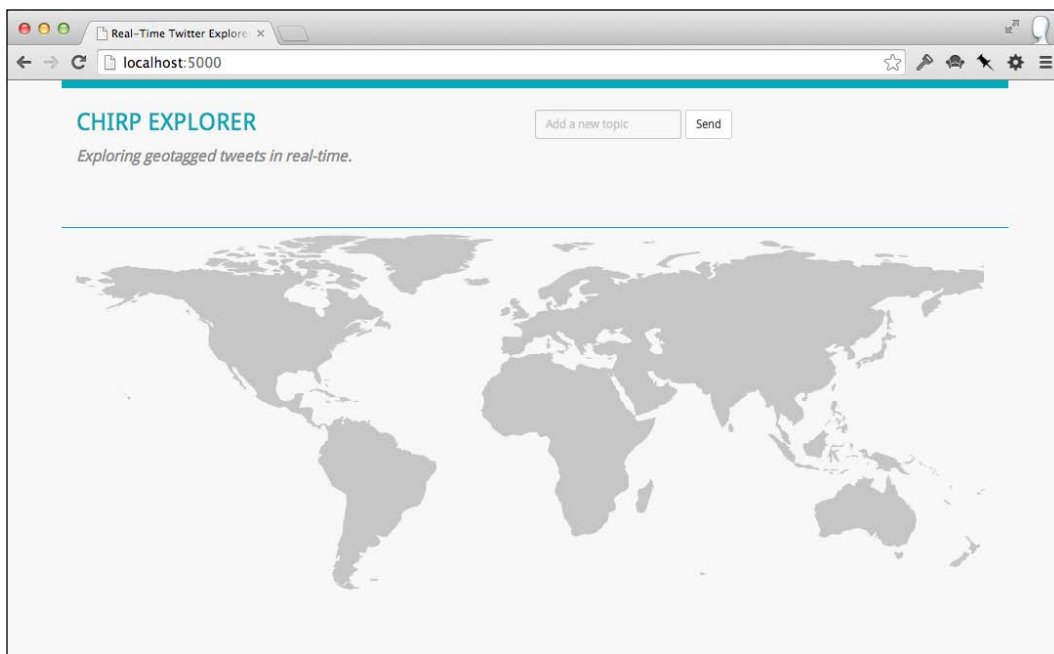 Real-Time Twitter Explore
localhost:5000
CHIRP EXPLORER
Add a new topic
Send
Exploring geotagged tweets in real-time.